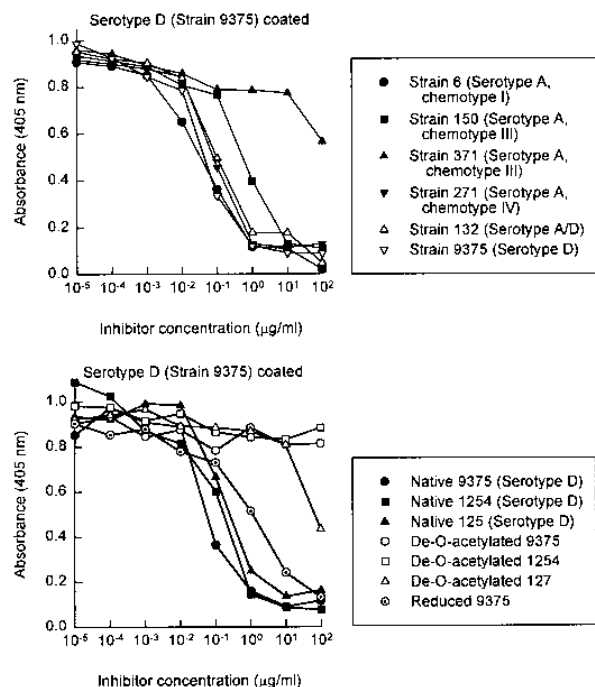 Serotype D (Strain 9375) coated
1.0
0.8
0.6
0.4
0.2
0.0
Absorbance (405 nm)
10⁻⁵ 10⁻⁴ 10⁻³ 10⁻² 10⁻¹ 10⁰ 10¹ 10²
Inhibitor concentration (µg/ml)
Strain 6 (Serotype A,
chemotype I)
Strain 150 (Serotype A,
chemotype III)
Strain 371 (Serotype A,
chemotype III)
Strain 271 (Serotype A,
chemotype IV)
Strain 132 (Serotype A/D)
Strain 9375 (Serotype D)
Serotype D (Strain 9375) coated
1.0
0.8
0.6
0.4
0.2
0.0
Absorbance (405 nm)
10⁻⁵ 10⁻⁴ 10⁻³ 10⁻² 10⁻¹ 10⁰ 10¹ 10²
Inhibitor concentration (µg/ml)
Native 9375 (Serotype D)
Native 1254 (Serotype D)
Native 125 (Serotype D)
De-O-acetylated 9375
De-O-acetylated 1254
De-O-acetylated 127
Reduced 9375